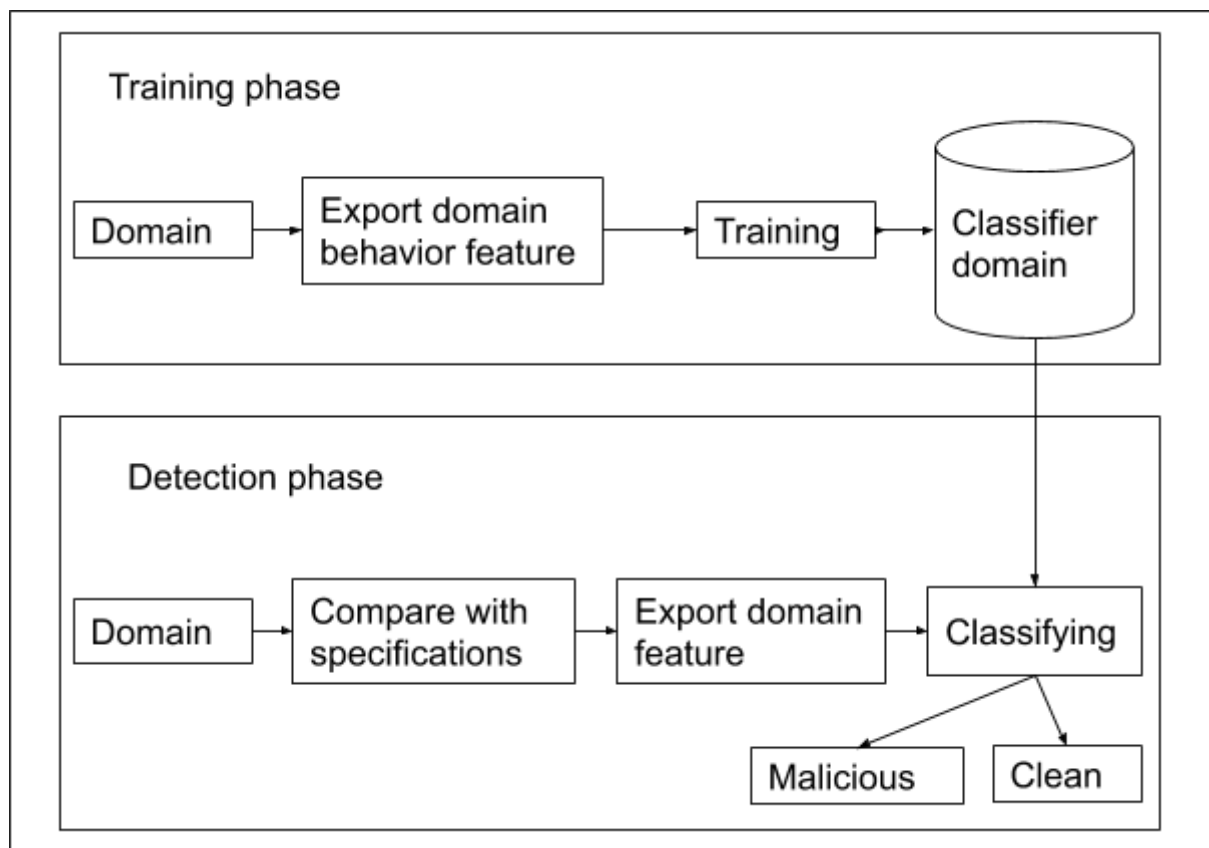 Training phase
Domain
Export domain
behavior feature
Training
Classifier
domain
Detection phase
Domain
Compare with
specifications
Export domain
feature
Classifying
Malicious
Clean